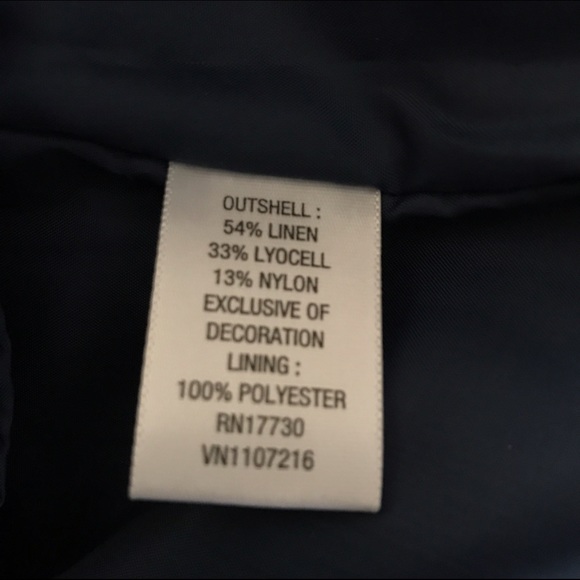 OUTSHELL :
54% LINEN
33% LYOCELL
13% NYLON
EXCLUSIVE OF
DECORATION
LINING :
100% POLYESTER
RN17730
VN1107216